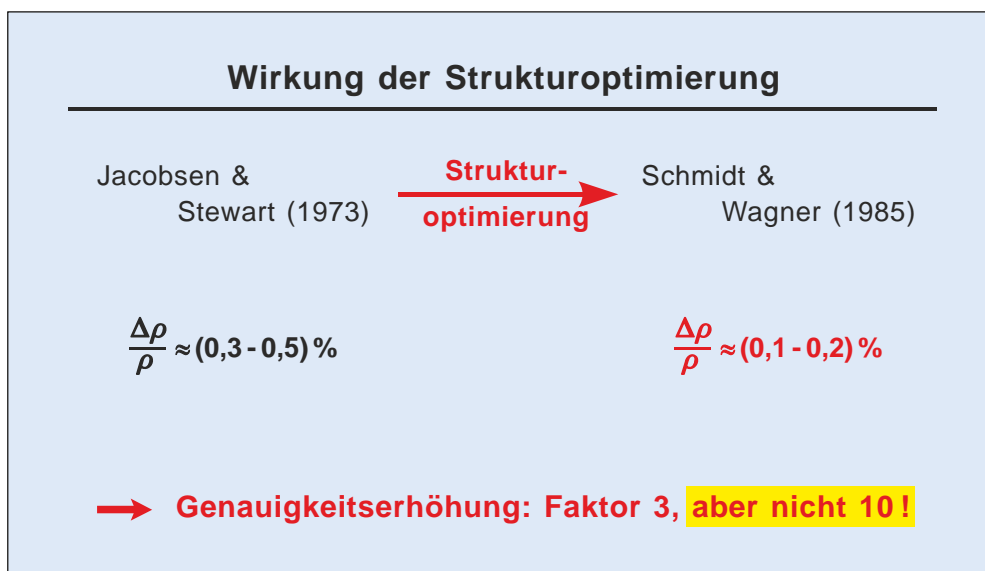 Wirkung der Strukturoptimierung
Jacobsen &
Stewart (1973)
Struktur-
optimierung
Schmidt &
Wagner (1985)
Δρ/ρ ≈ (0,3 - 0,5) %
Δρ/ρ ≈ (0,1 - 0,2) %
Genauigkeitserhöhung: Faktor 3, aber nicht 10 !